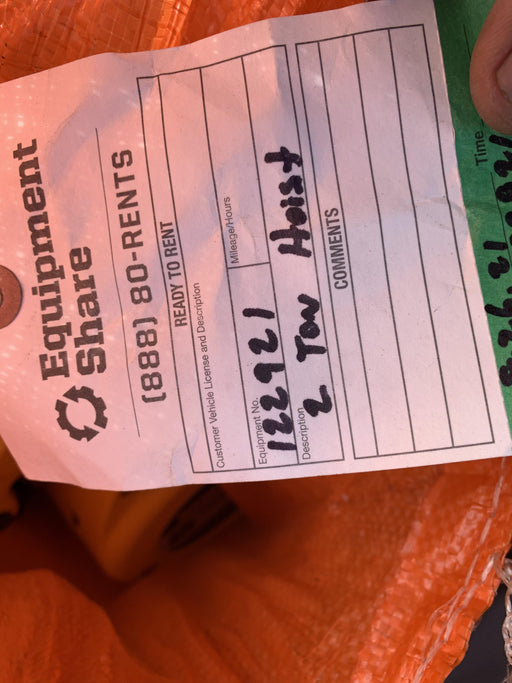 Equipment
Share
(888) 80-RENTS
READY TO RENT
Customer Vehicle License and Description
Equipment No.
Mileage/Hours
122921
Description
2 Tow Hoist
COMMENTS
Time